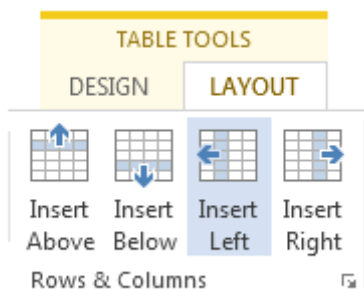 TABLE TOOLS
DESIGN LAYOUT
Insert Insert Insert Insert
Above Below Left Right
Rows & Columns